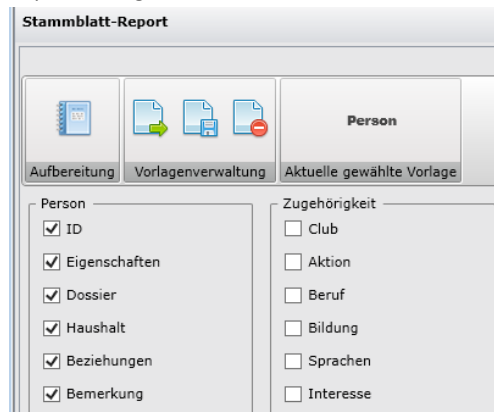 Stammblatt-Report
Person
Aufbereitung
Vorlagenverwaltung
Aktuelle gewählte Vorlage
Person
ID
Eigenschaften
Dossier
Haushalt
Beziehungen
Bemerkung
Zugehörigkeit
Club
Aktion
Beruf
Bildung
Sprachen
Interesse